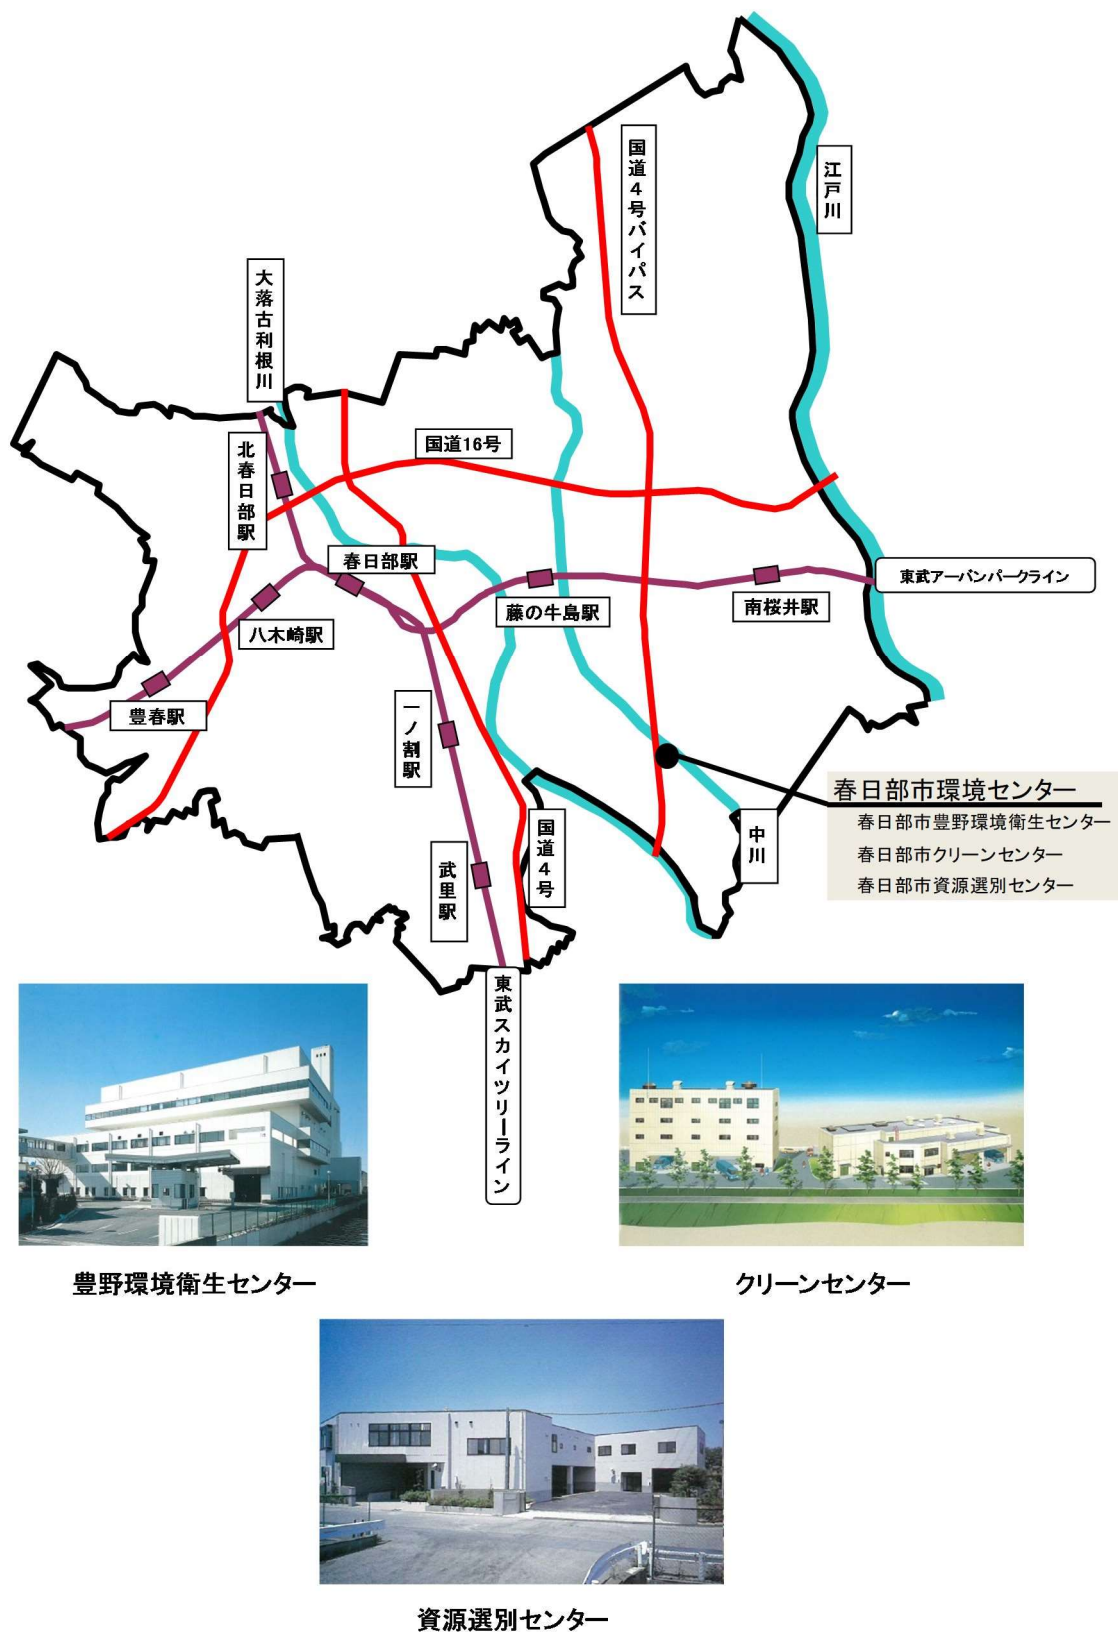 国道4号バイパス
江戸川
大落古利根川
国道16号
北春日部駅
春日部駅
東武アーバンパークライン
藤の牛島駅
南桜井駅
八木崎駅
豊春駅
一ノ割駅
春日部市環境センター
春日部市豊野環境衛生センター
春日部市クリーンセンター
春日部市資源選別センター
国道4号
中川
武里駅
東武スカイツリーライン
豊野環境衛生センター
クリーンセンター
資源選別センター